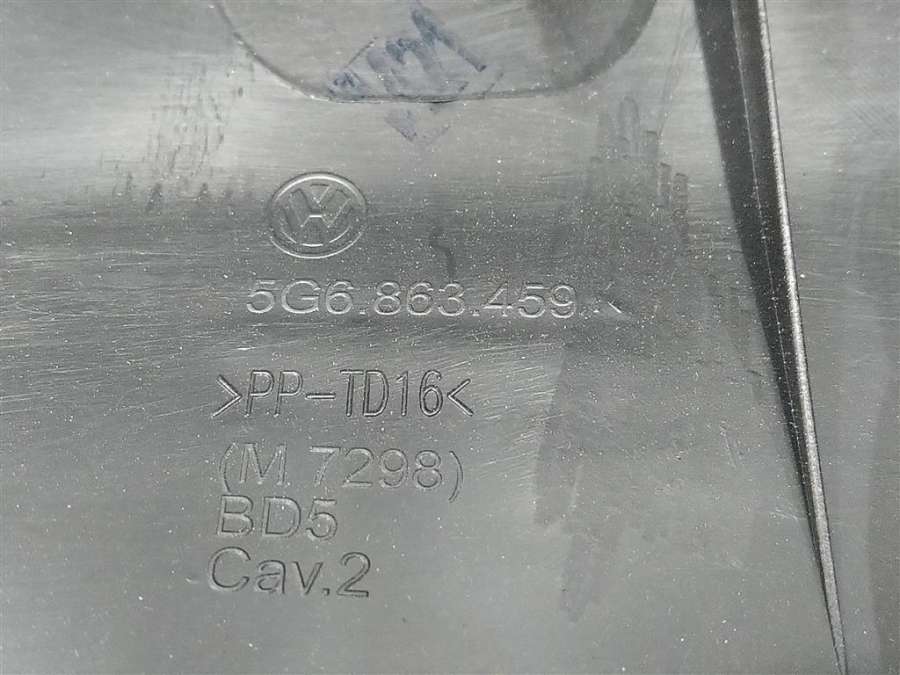 5G6.863.459.K
>PP-TD16<
(M 7298)
BD5
Cav.2